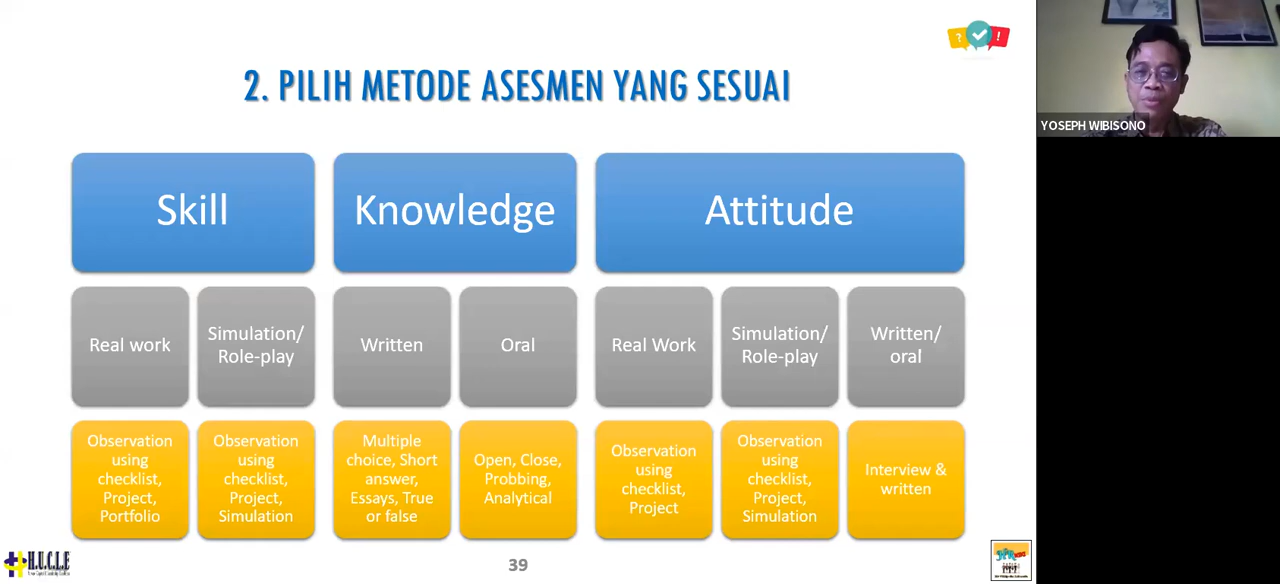 2. PILIH METODE ASESMEN YANG SESUAI
? !
YOSEPH WIBISONO
Skill
Knowledge
Attitude
Real work
Simulation/
Role-play
Written
Oral
Real Work
Simulation/
Role-play
Written/
oral
Observation
using
checklist,
Project,
Portfolio
Observation
using
checklist,
Project,
Simulation
Multiple
choice, Short
answer,
Essays, True
or false
Open, Close,
Probbing,
Analytical
Observation
using
checklist,
Project
Observation
using
checklist,
Project,
Simulation
Interview &
written
H.U.C.L.E
39